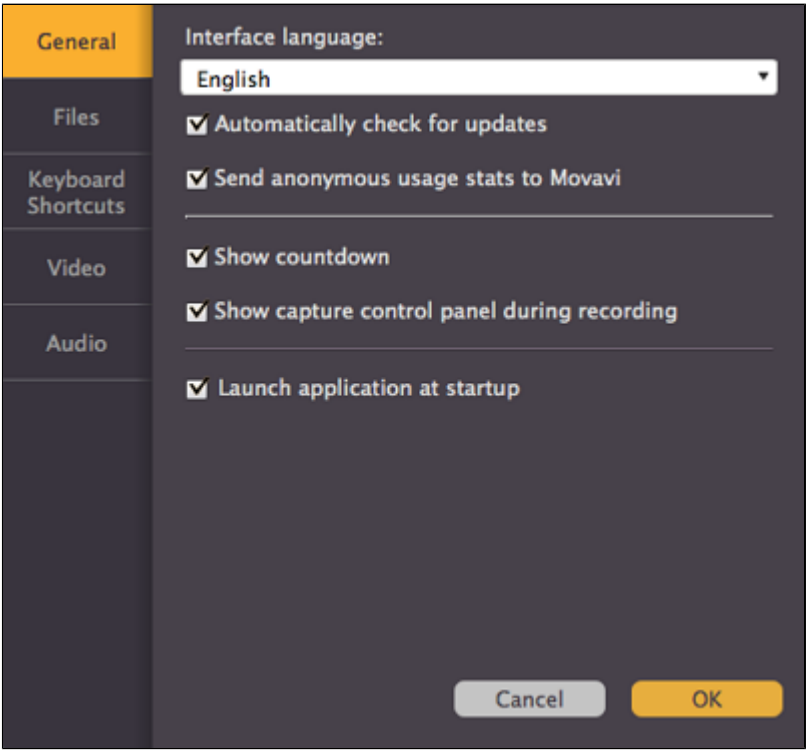 General
Files
Keyboard
Shortcuts
Video
Audio
Interface language:
English
Automatically check for updates
Send anonymous usage stats to Movavi
Show countdown
Show capture control panel during recording
Launch application at startup
Cancel
OK